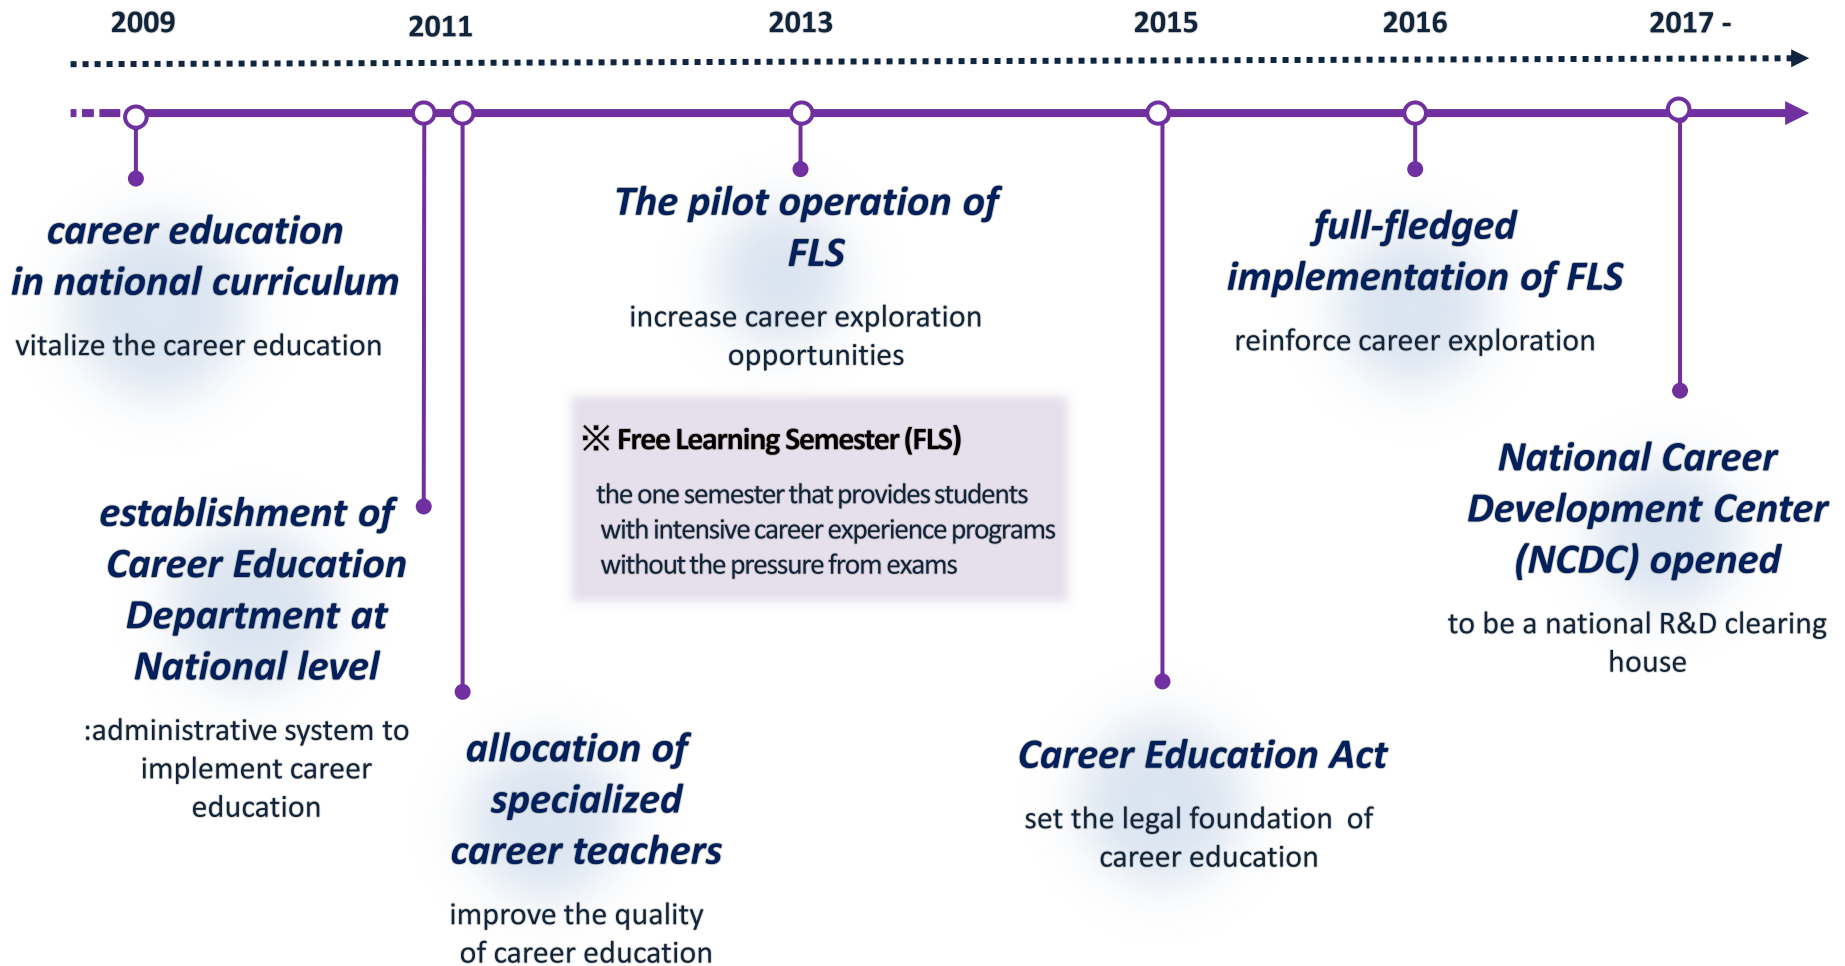 2009
2011
2013
2015
2016
2017 -
career education
in national curriculum
vitalize the career education
establishment of
Career Education
Department at
National level
:administrative system to
implement career
education
allocation of
specialized
career teachers
improve the quality
of career education
The pilot operation of
FLS
increase career exploration
opportunities
※ Free Learning Semester (FLS)
the one semester that provides students
with intensive career experience programs
without the pressure from exams
Career Education Act
set the legal foundation of
career education
full-fledged
implementation of FLS
reinforce career exploration
National Career
Development Center
(NCDC) opened
to be a national R&D clearing
house